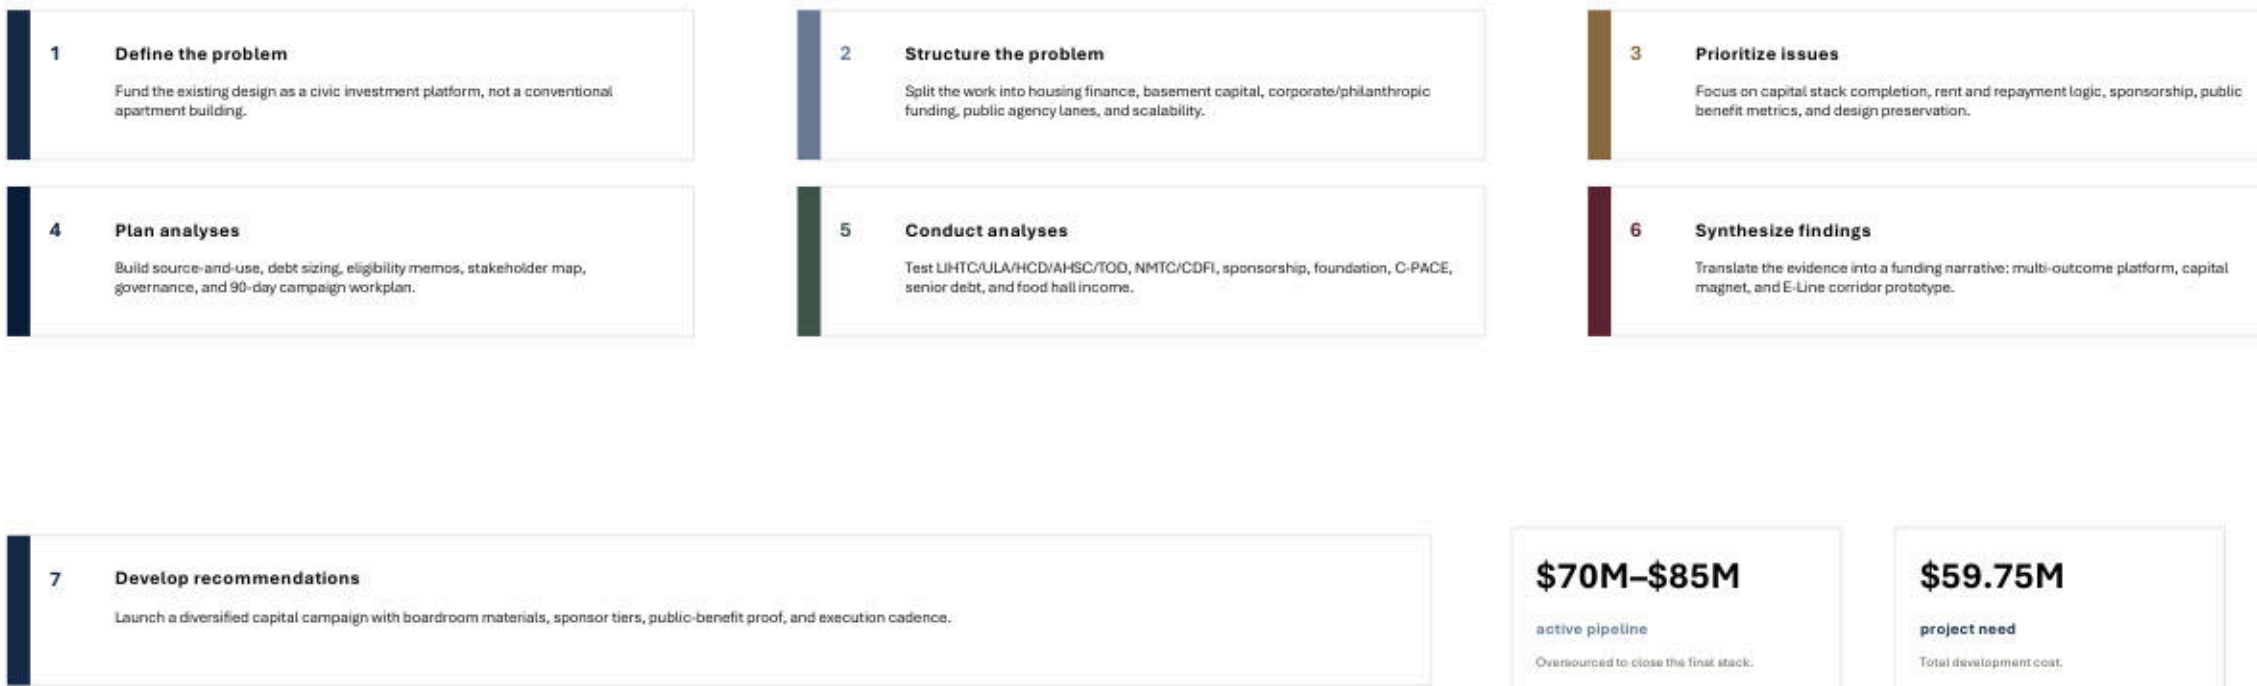 1 Define the problem
Fund the existing design as a civic investment platform, not a conventional
apartment building.
2 Structure the problem
Split the work into housing finance, basement capital, corporate/philanthropic
funding, public agency lanes, and scalability.
3 Prioritize issues
Focus on capital stack completion, rent and repayment logic, sponsorship, public
benefit metrics, and design preservation.
4 Plan analyses
Build source-and-use, debt sizing, eligibility memos, stakeholder map,
governance, and 90-day campaign workplan.
5 Conduct analyses
Test LIHTC/ULA/HCD/AHSC/TOD, NMTC/CDFI, sponsorship, foundation, C-PACE,
senior debt, and food hall income.
6 Synthesize findings
Translate the evidence into a funding narrative: multi-outcome platform, capital
magnet, and E-Line corridor prototype.
7 Develop recommendations
Launch a diversified capital campaign with boardroom materials, sponsor tiers, public-benefit proof, and execution cadence.
$70M–$85M
active pipeline
Oversourced to close the final stack.
$59.75M
project need
Total development cost.